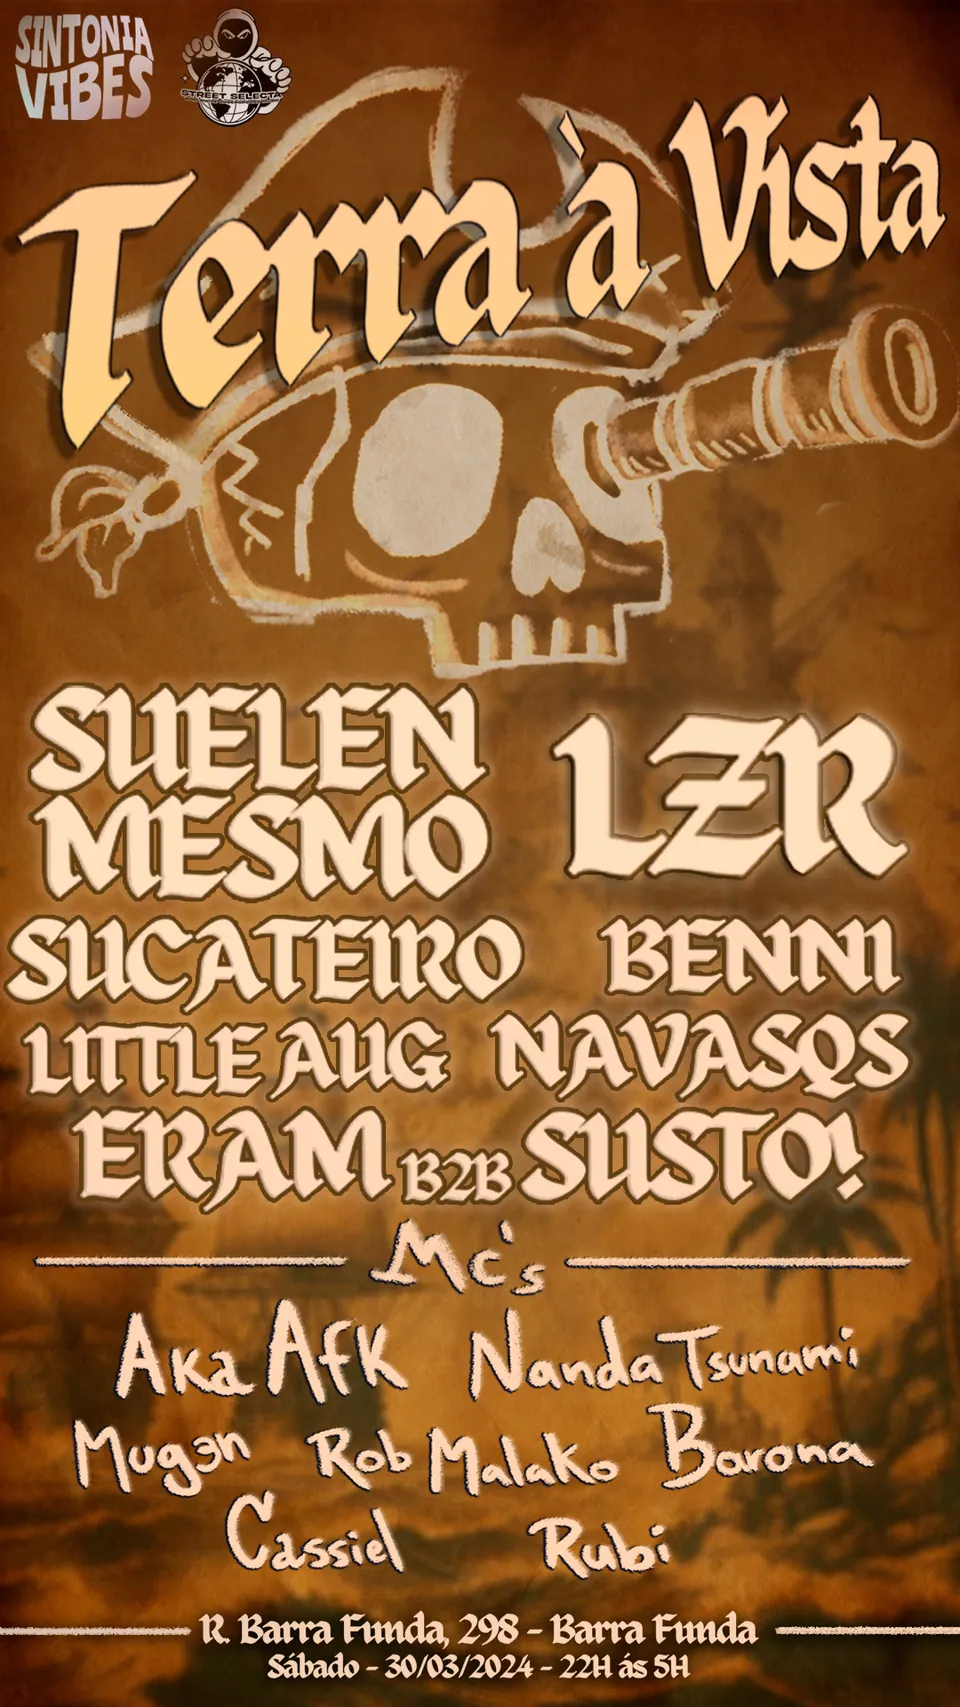 SINTONIA
VIBES
STREET SELECTA
Terra à Vista
SUELEN
MESMO
LZR
SUCATEIRO BENNI
LITTLE AUG NAVASQS
ERAM B2B SUSTO!
Mc's
Aka Afk Nanda Tsunami
Mug3n Rob Malako Borona
Cassiel Rubi
R. Barra Funda, 298 - Barra Funda
Sábado - 30/03/2024 - 22H ás 5H